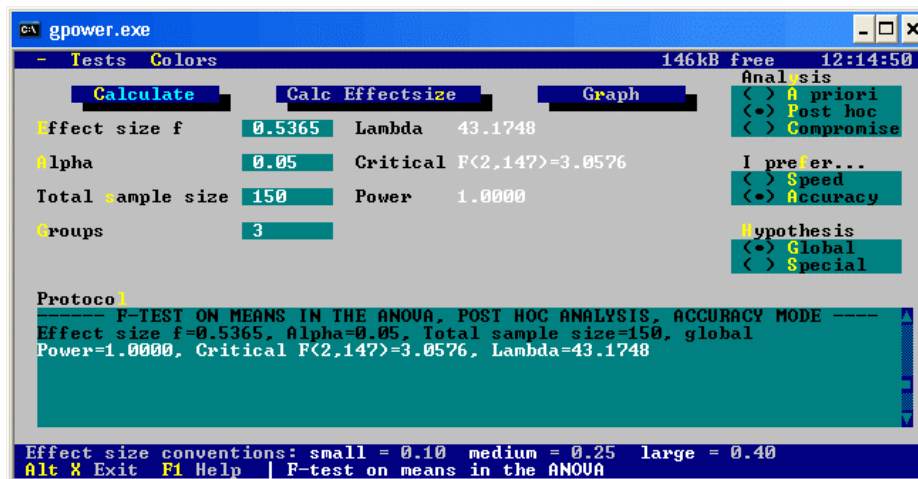 gpower.exe
- Tests Colors 146kB free 12:14:50
Analysis
Calculate Calc Effectsize Graph
( ) A priori
(•) Post hoc
( ) Compromise
Effect size f 0.5365 Lambda 43.1748
Alpha 0.05 Critical F(2,147)=3.0576
I prefer...
( ) Speed
(•) Accuracy
Total sample size 150 Power 1.0000
Groups 3
Hypothesis
(•) Global
( ) Special
Protocol
------ F-TEST ON MEANS IN THE ANOVA, POST HOC ANALYSIS, ACCURACY MODE ----
Effect size f=0.5365, Alpha=0.05, Total sample size=150, global
Power=1.0000, Critical F(2,147)=3.0576, Lambda=43.1748
Effect size conventions: small = 0.10 medium = 0.25 large = 0.40
Alt X Exit F1 Help | F-test on means in the ANOVA